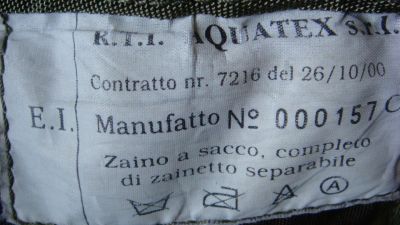 R.T.I. AQUATEX s.r.l.
Contratto nr. 7216 del 26/10/00
E.I. Manufatto Nº 000157 C
Zaino a sacco, completo
di zainetto separabile
A